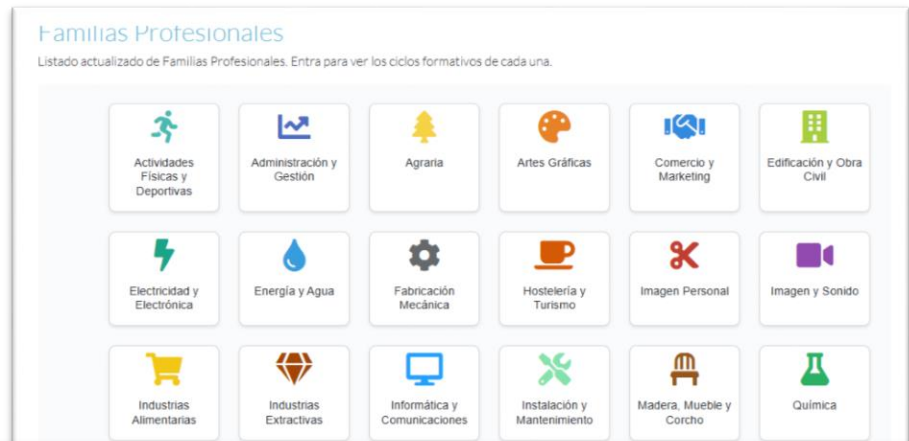 Familias Profesionales
Listado actualizado de Familias Profesionales. Entra para ver los ciclos formativos de cada una.
Actividades
Físicas y
Deportivas
Administración y
Gestión
Agraria
Artes Gráficas
Comercio y
Marketing
Edificación y Obra
Civil
Electricidad y
Electrónica
Energía y Agua
Fabricación
Mecánica
Hostelería y
Turismo
Imagen Personal
Imagen y Sonido
Industrias
Alimentarias
Industrias
Extractivas
Informática y
Comunicaciones
Instalación y
Mantenimiento
Madera, Mueble y
Corcho
Química